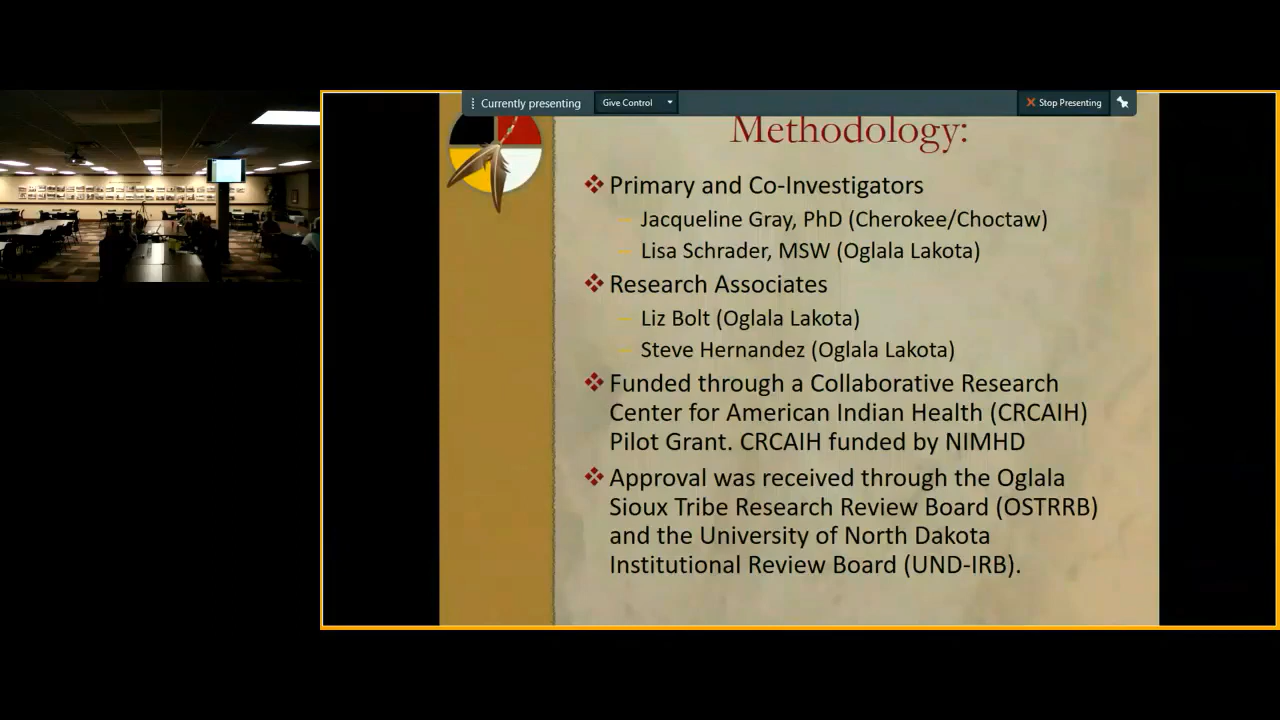 Currently presenting
Give Control
Stop Presenting
Methodology:
Primary and Co-Investigators
– Jacqueline Gray, PhD (Cherokee/Choctaw)
– Lisa Schrader, MSW (Oglala Lakota)
Research Associates
– Liz Bolt (Oglala Lakota)
– Steve Hernandez (Oglala Lakota)
Funded through a Collaborative Research
Center for American Indian Health (CRCAIH)
Pilot Grant. CRCAIH funded by NIMHD
Approval was received through the Oglala
Sioux Tribe Research Review Board (OSTRRB)
and the University of North Dakota
Institutional Review Board (UND-IRB).